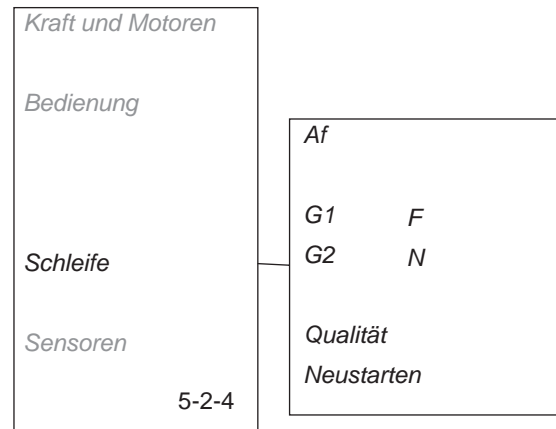 Kraft und Motoren
Bedienung
Schleife
Sensoren
5-2-4
Af
G1 F
G2 N
Qualität
Neustarten